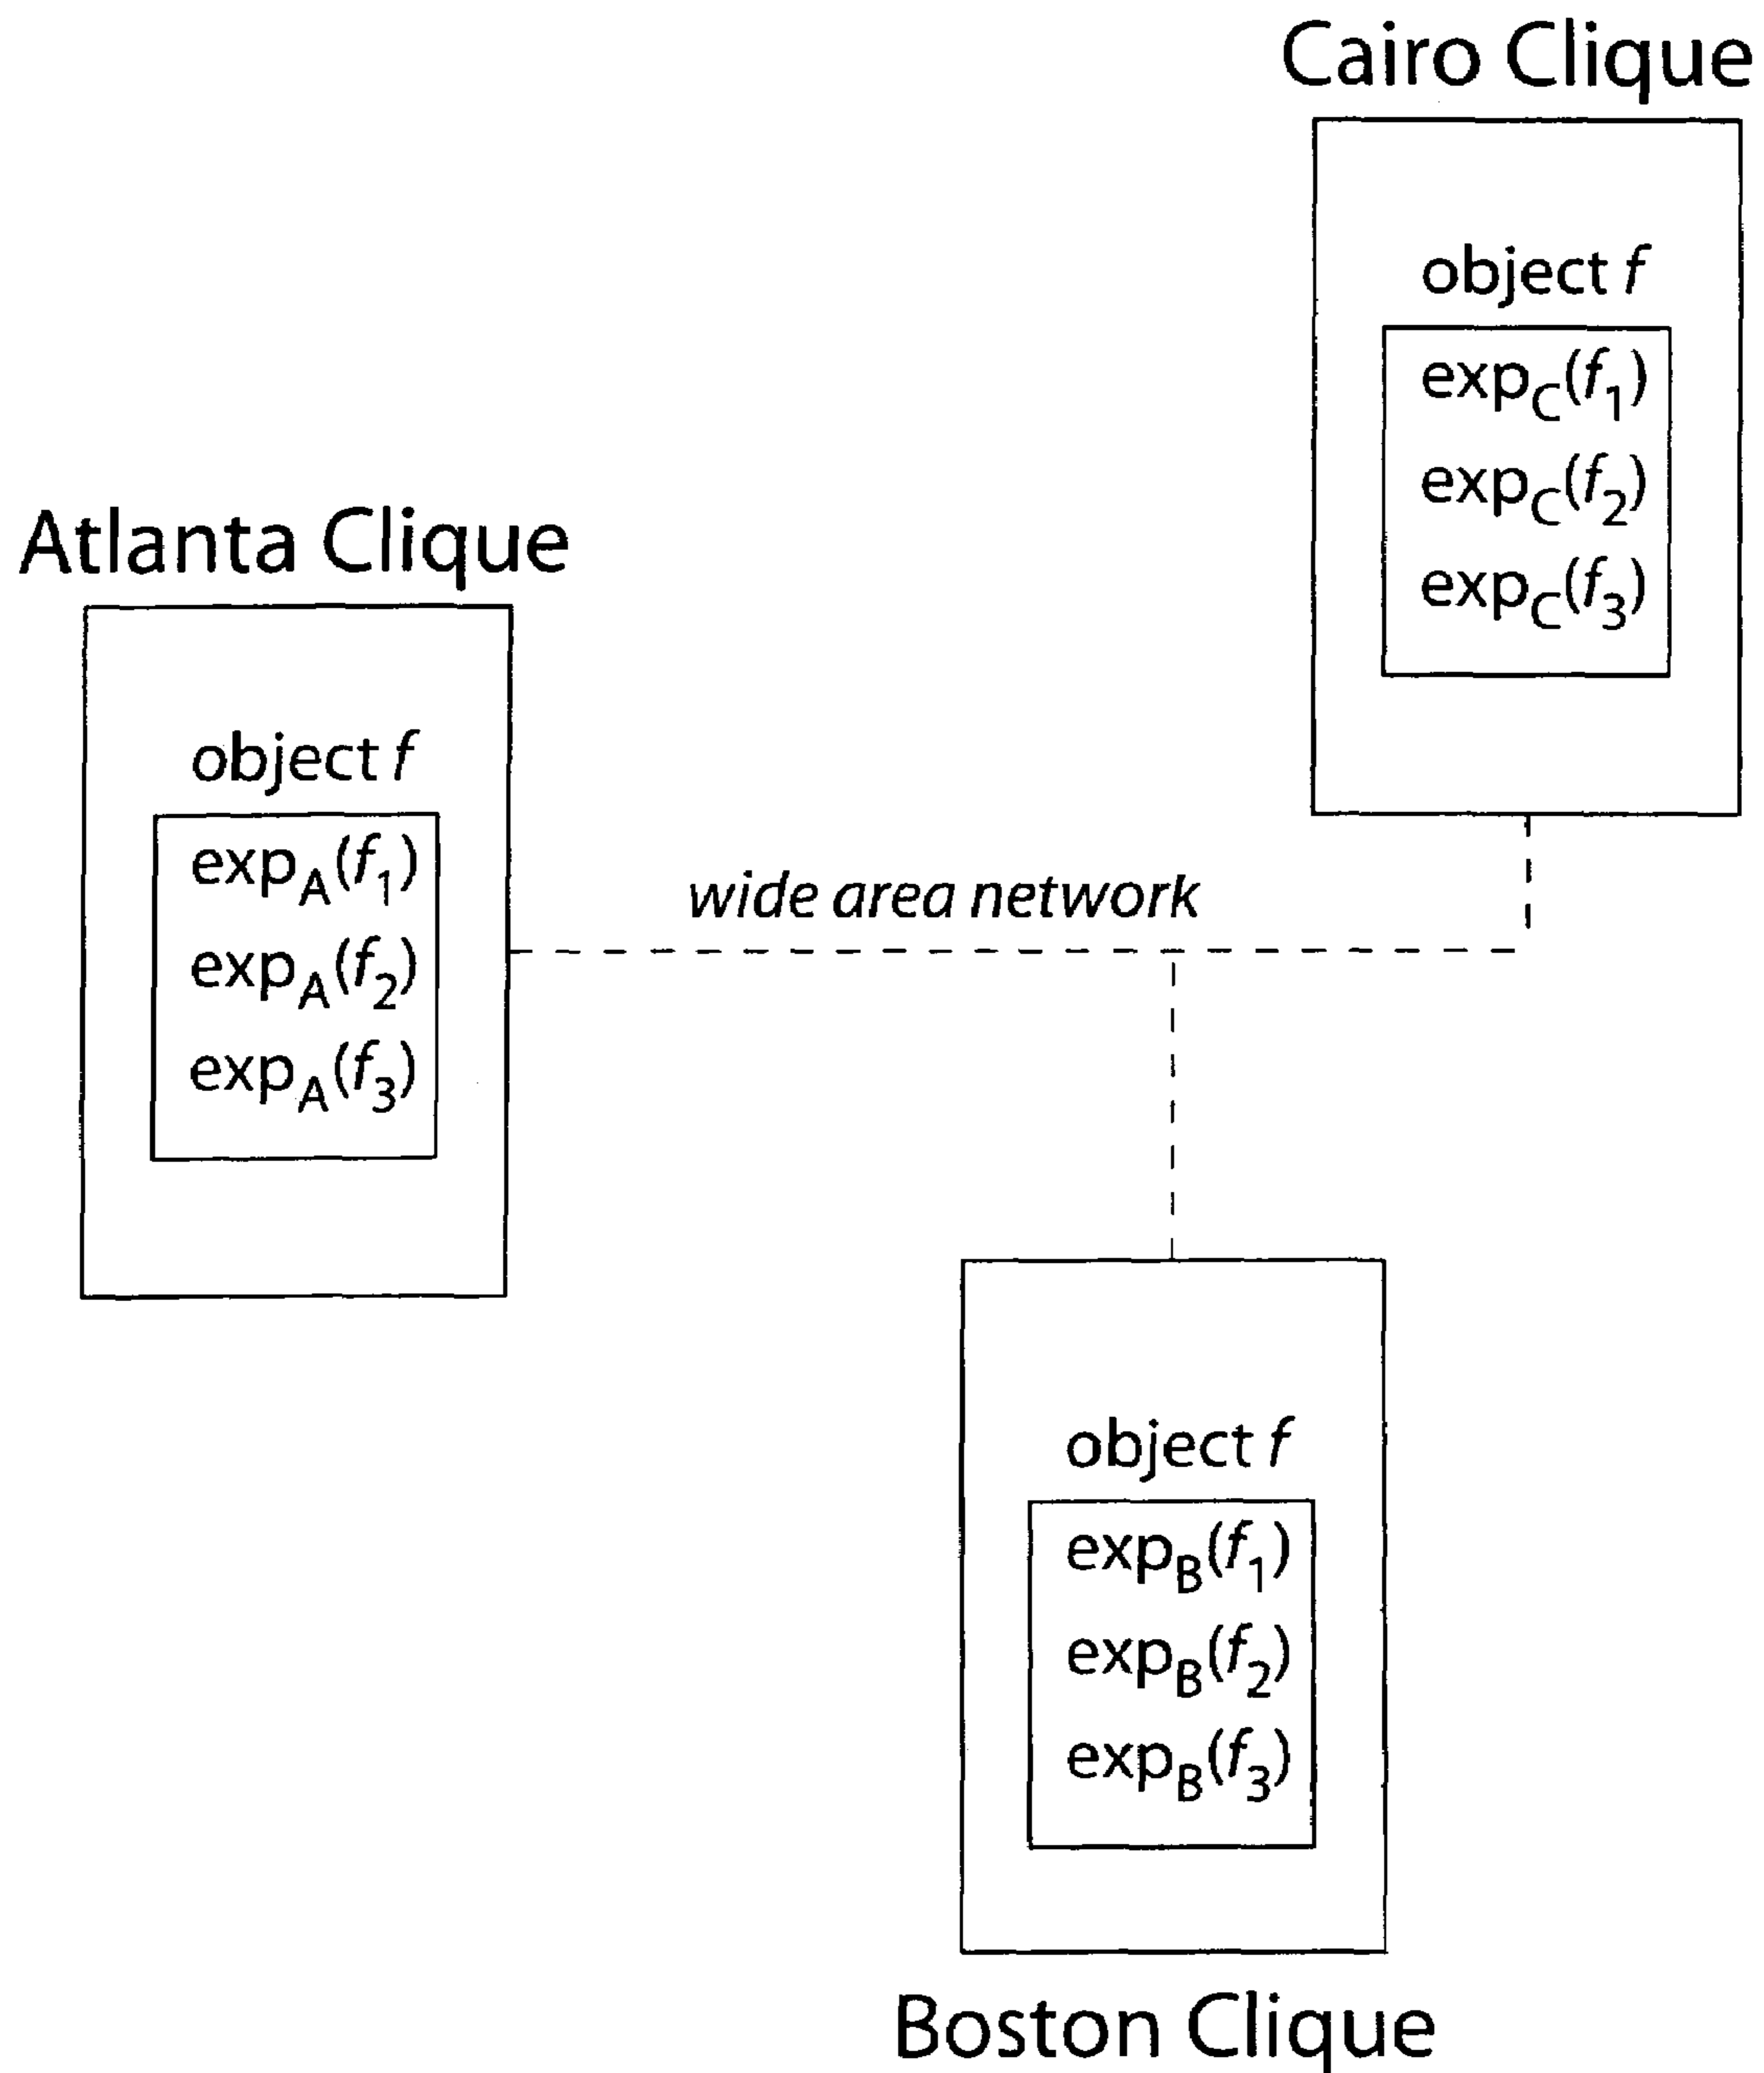 Cairo Clique
object f
exp_C(f_1)
exp_C(f_2)
exp_C(f_3)
Atlanta Clique
object f
exp_A(f_1)
exp_A(f_2)
exp_A(f_3)
wide area network
object f
exp_B(f_1)
exp_B(f_2)
exp_B(f_3)
Boston Clique